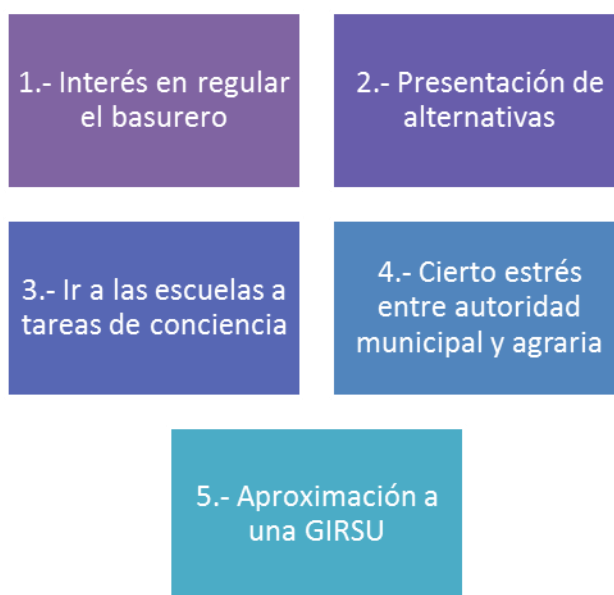 1.- Interés en regular
el basurero
2.- Presentación de
alternativas
3.- Ir a las escuelas a
tareas de conciencia
4.- Cierto estrés
entre autoridad
municipal y agraria
5.- Aproximación a
una GIRSU